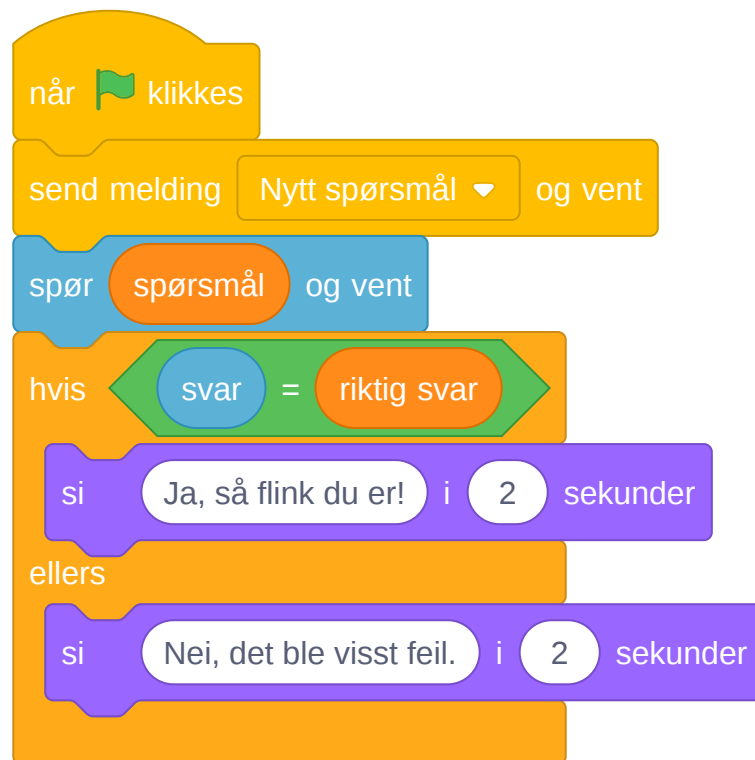 når klikkes
send melding Nytt spørsmål og vent
spør spørsmål og vent
hvis svar = riktig svar
si Ja, så flink du er! i 2 sekunder
ellers
si Nei, det ble visst feil. i 2 sekunder